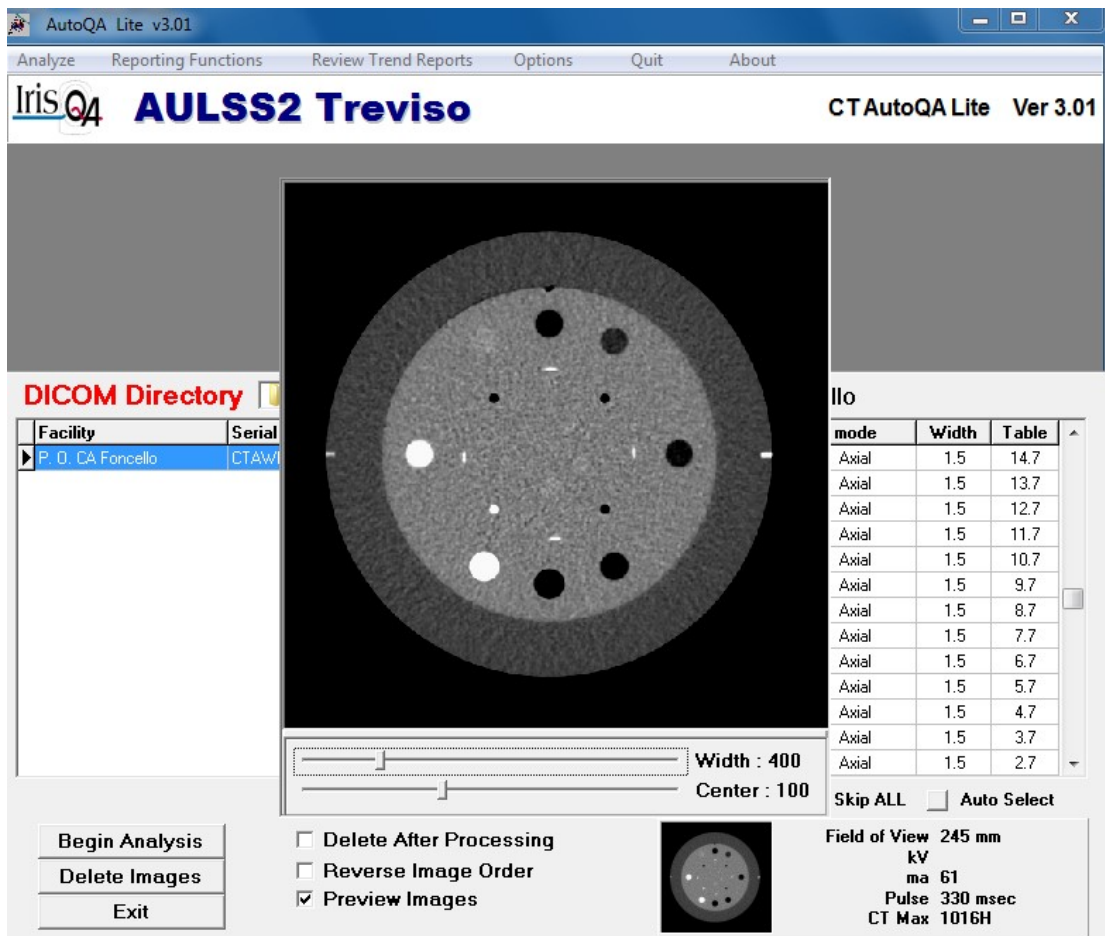 AutoQA Lite v3.01
Analyze Reporting Functions Review Trend Reports Options Quit About
Iris QA AULSS2 Treviso CT AutoQA Lite Ver 3.01
DICOM Directory llo
Facility Serial mode Width Table
P. O. CA Foncello CTAWI Axial 1.5 14.7
Axial 1.5 13.7
Axial 1.5 12.7
Axial 1.5 11.7
Axial 1.5 10.7
Axial 1.5 9.7
Axial 1.5 8.7
Axial 1.5 7.7
Axial 1.5 6.7
Axial 1.5 5.7
Axial 1.5 4.7
Axial 1.5 3.7
Axial 1.5 2.7
Width : 400
Center : 100
Skip ALL Auto Select
Begin Analysis
Delete Images
Exit
Delete After Processing
Reverse Image Order
Preview Images
Field of View 245 mm
kV
ma 61
Pulse 330 msec
CT Max 1016H